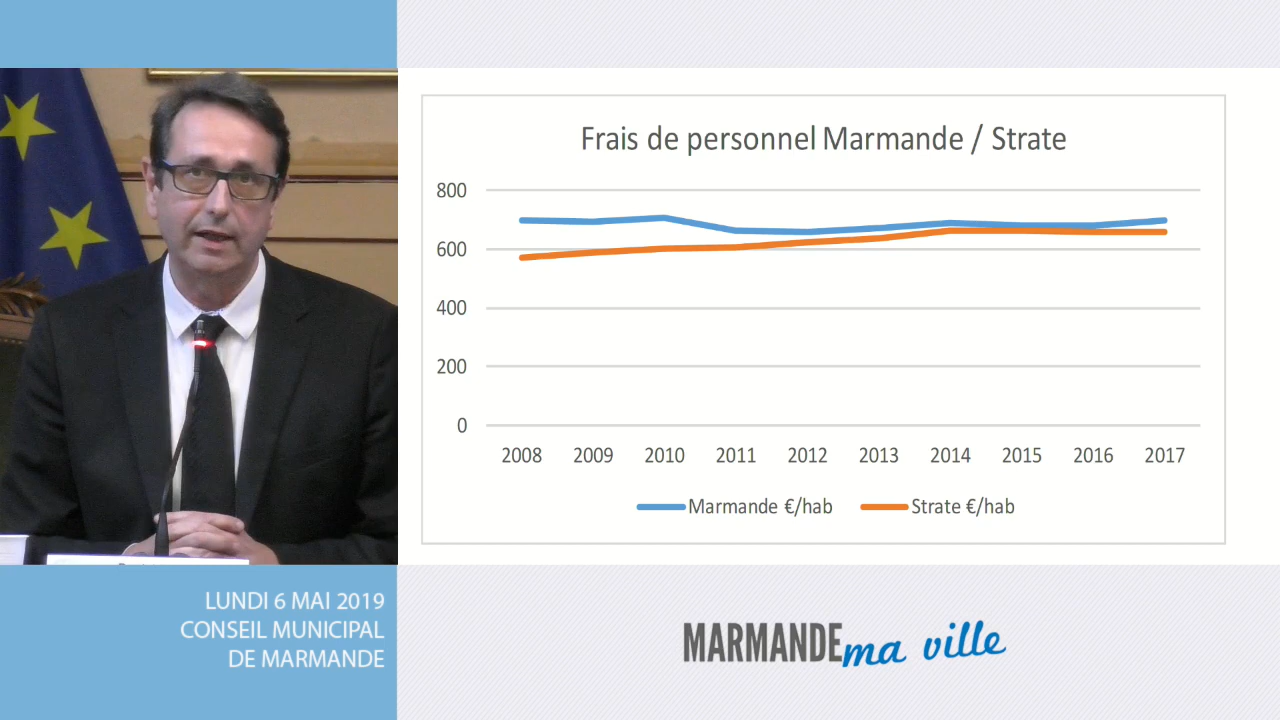 Frais de personnel Marmande / Strate
800
600
400
200
0
2008 2009 2010 2011 2012 2013 2014 2015 2016 2017
Marmande €/hab Strate €/hab
LUNDI 6 MAI 2019
CONSEIL MUNICIPAL
DE MARMANDE
MARMANDE ma ville